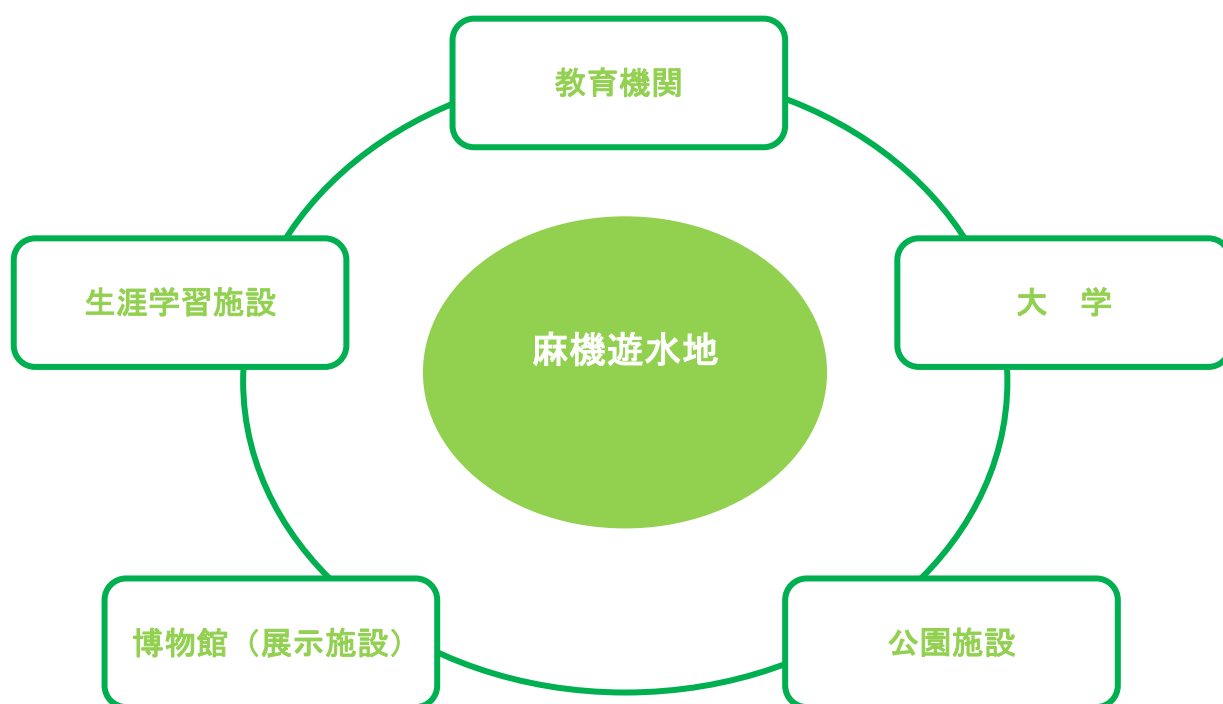 教育機関
生涯学習施設
大　学
麻機遊水地
博物館（展示施設）
公園施設